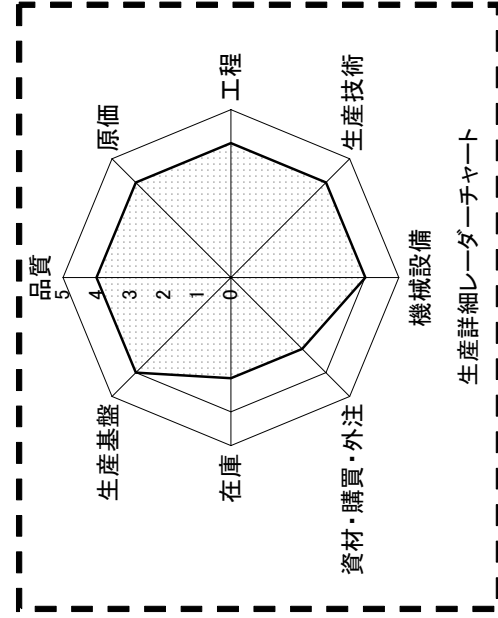 品質
5
4
3
2
1
0
原価
工程
生産技術
機械設備
資材・購買・外注
在庫
生産基盤
生産詳細レーダーチャート